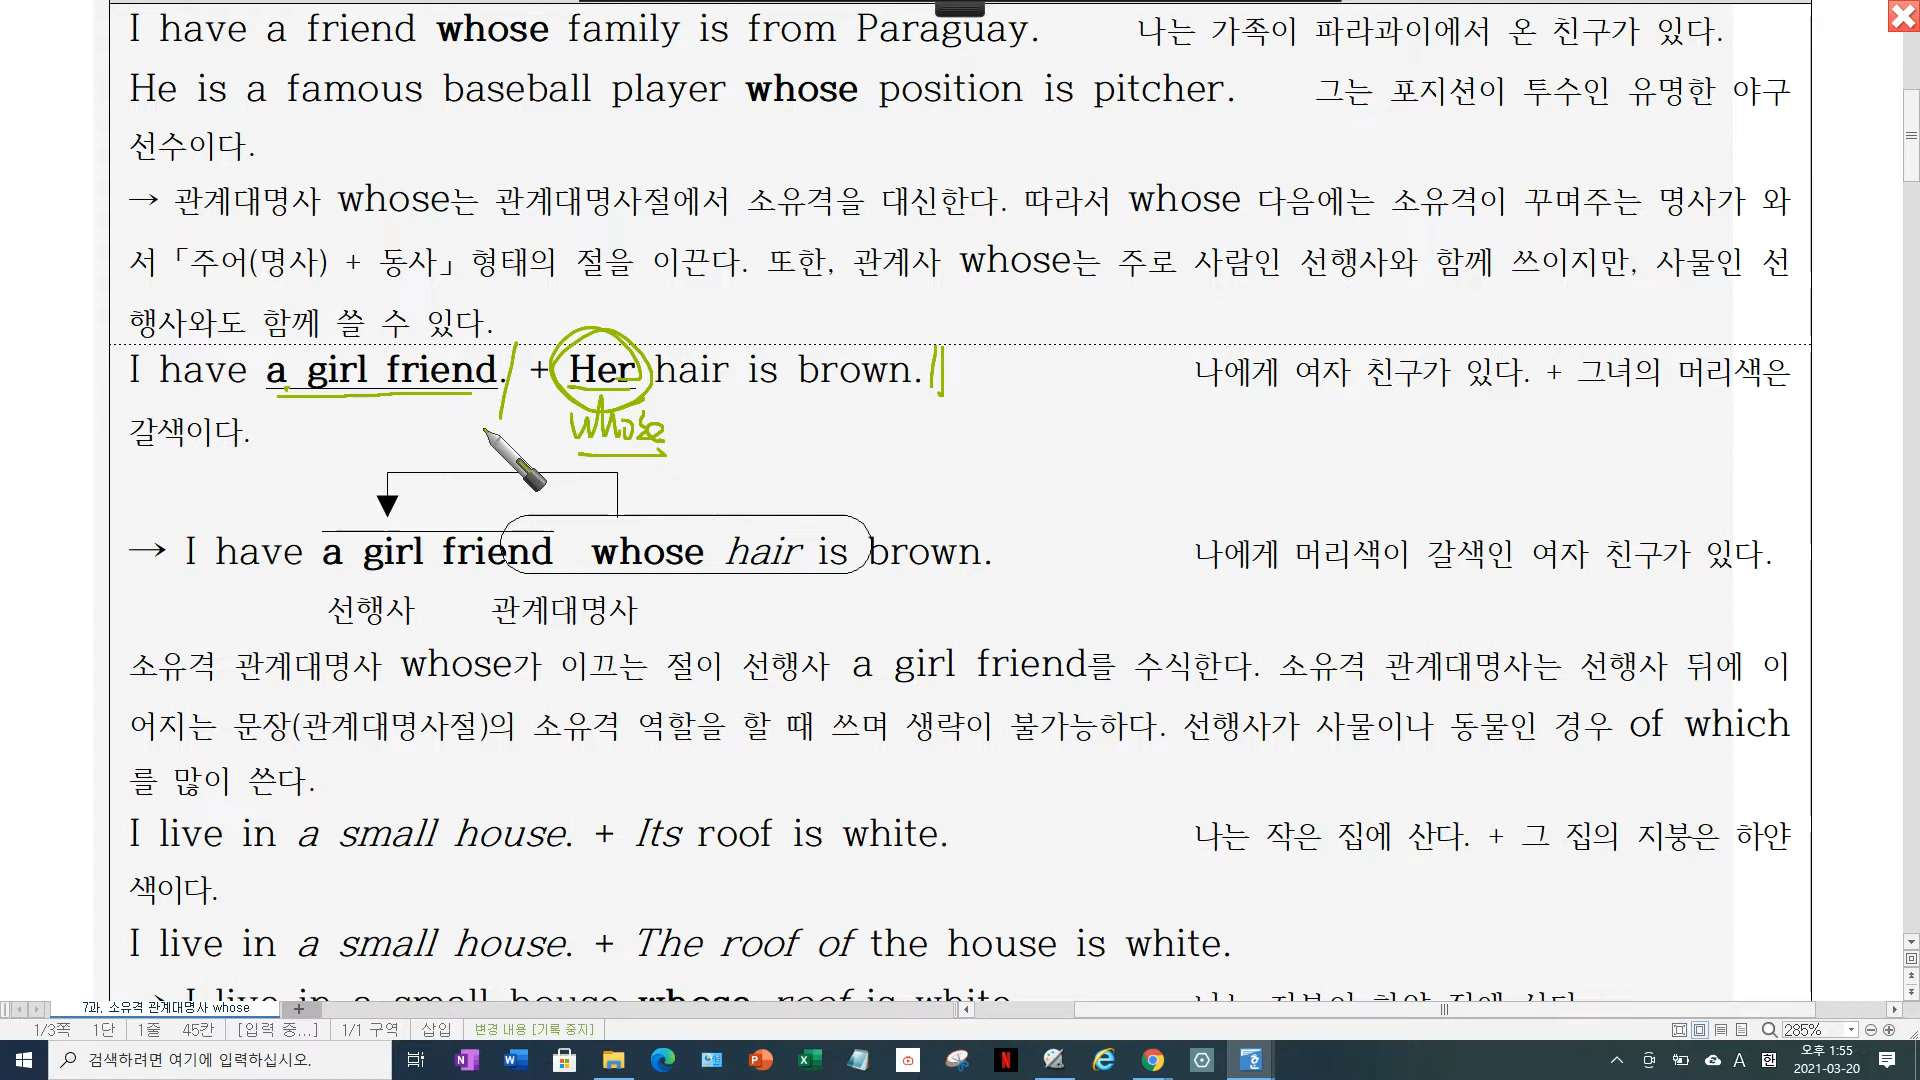 I have a friend whose family is from Paraguay. 나는 가족이 파라과이에서 온 친구가 있다.
He is a famous baseball player whose position is pitcher. 그는 포지션이 투수인 유명한 야구
선수이다.
→ 관계대명사 whose는 관계대명사절에서 소유격을 대신한다. 따라서 whose 다음에는 소유격이 꾸며주는 명사가 와
서「주어(명사) + 동사」형태의 절을 이끈다. 또한, 관계사 whose는 주로 사람인 선행사와 함께 쓰이지만, 사물인 선
행사와도 함께 쓸 수 있다.
I have a girl friend. + Her hair is brown. 나에게 여자 친구가 있다. + 그녀의 머리색은
whose
갈색이다.
→ I have a girl friend whose hair is brown. 나에게 머리색이 갈색인 여자 친구가 있다.
선행사 관계대명사
소유격 관계대명사 whose가 이끄는 절이 선행사 a girl friend를 수식한다. 소유격 관계대명사는 선행사 뒤에 이
어지는 문장(관계대명사절)의 소유격 역할을 할 때 쓰며 생략이 불가능하다. 선행사가 사물이나 동물인 경우 of which
를 많이 쓴다.
I live in a small house. + Its roof is white. 나는 작은 집에 산다. + 그 집의 지붕은 하얀
색이다.
I live in a small house. + The roof of the house is white.
→ I live in a small house whose roof is white. 나는 지붕이 하얀 집에 산다.
7과, 소유격 관계대명사 whose
1/3쪽 1단 1줄 45칸 [입력 중...] 1/1 구역 삽입 변경 내용 [기록 중지] 285%
검색하려면 여기에 입력하십시오. A 한 오후 1:55
2021-03-20